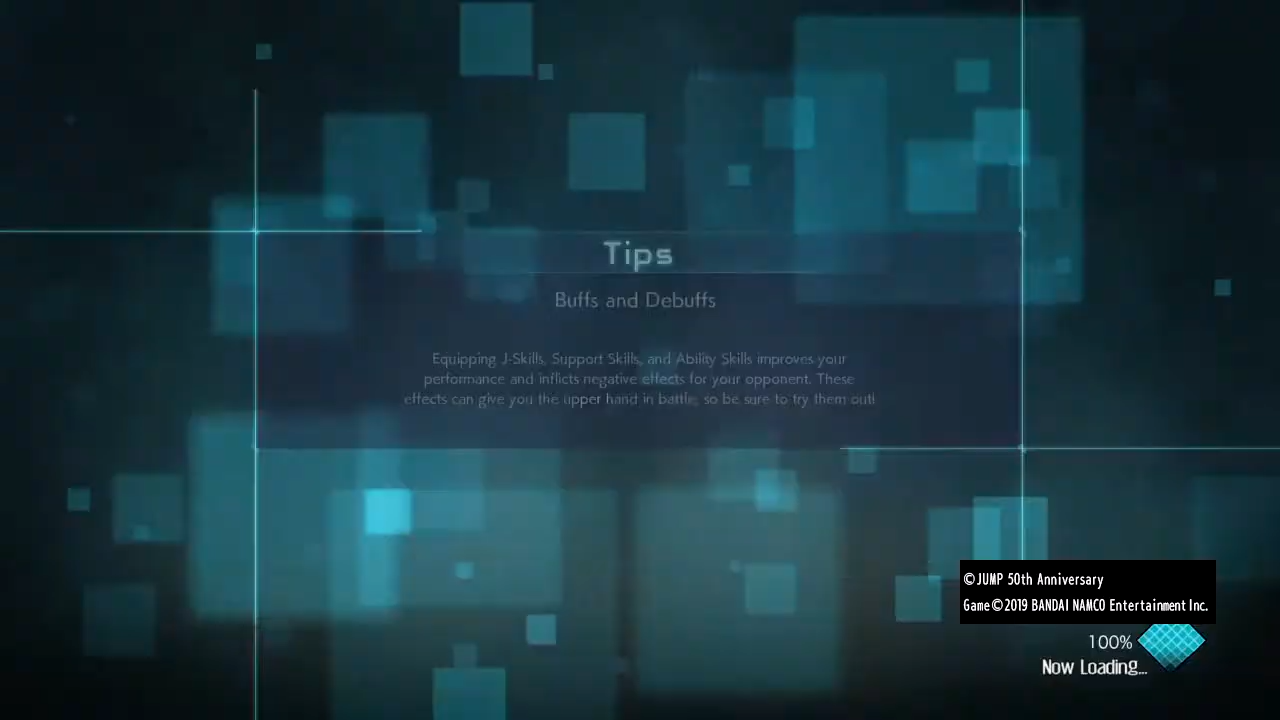 Tips
Buffs and Debuffs
Equipping J-Skills, Support Skills, and Ability Skills improves your
performance and inflicts negative effects for your opponent. These
effects can give you the upper hand in battle, so be sure to try them out!
©JUMP 50th Anniversary
Game©2019 BANDAI NAMCO Entertainment Inc.
100%
Now Loading...